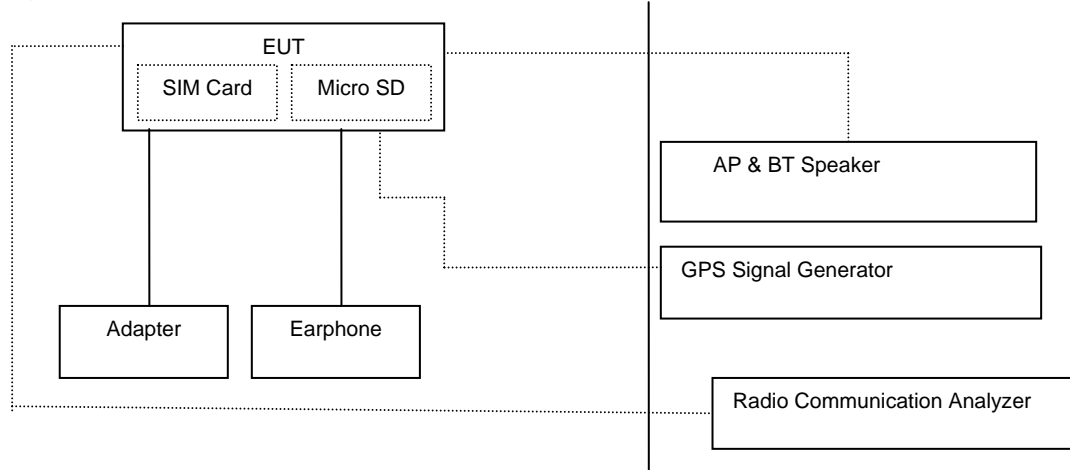 EUT
SIM Card
Micro SD
AP & BT Speaker
GPS Signal Generator
Adapter
Earphone
Radio Communication Analyzer